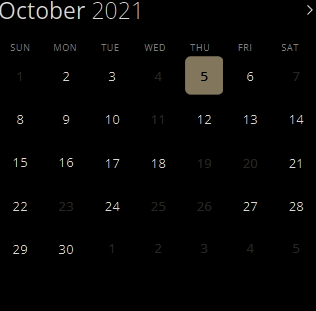 October 2021
SUN MON TUE WED THU FRI SAT
1 2 3 4 5 6 7
8 9 10 11 12 13 14
15 16 17 18 19 20 21
22 23 24 25 26 27 28
29 30 1 2 3 4 5